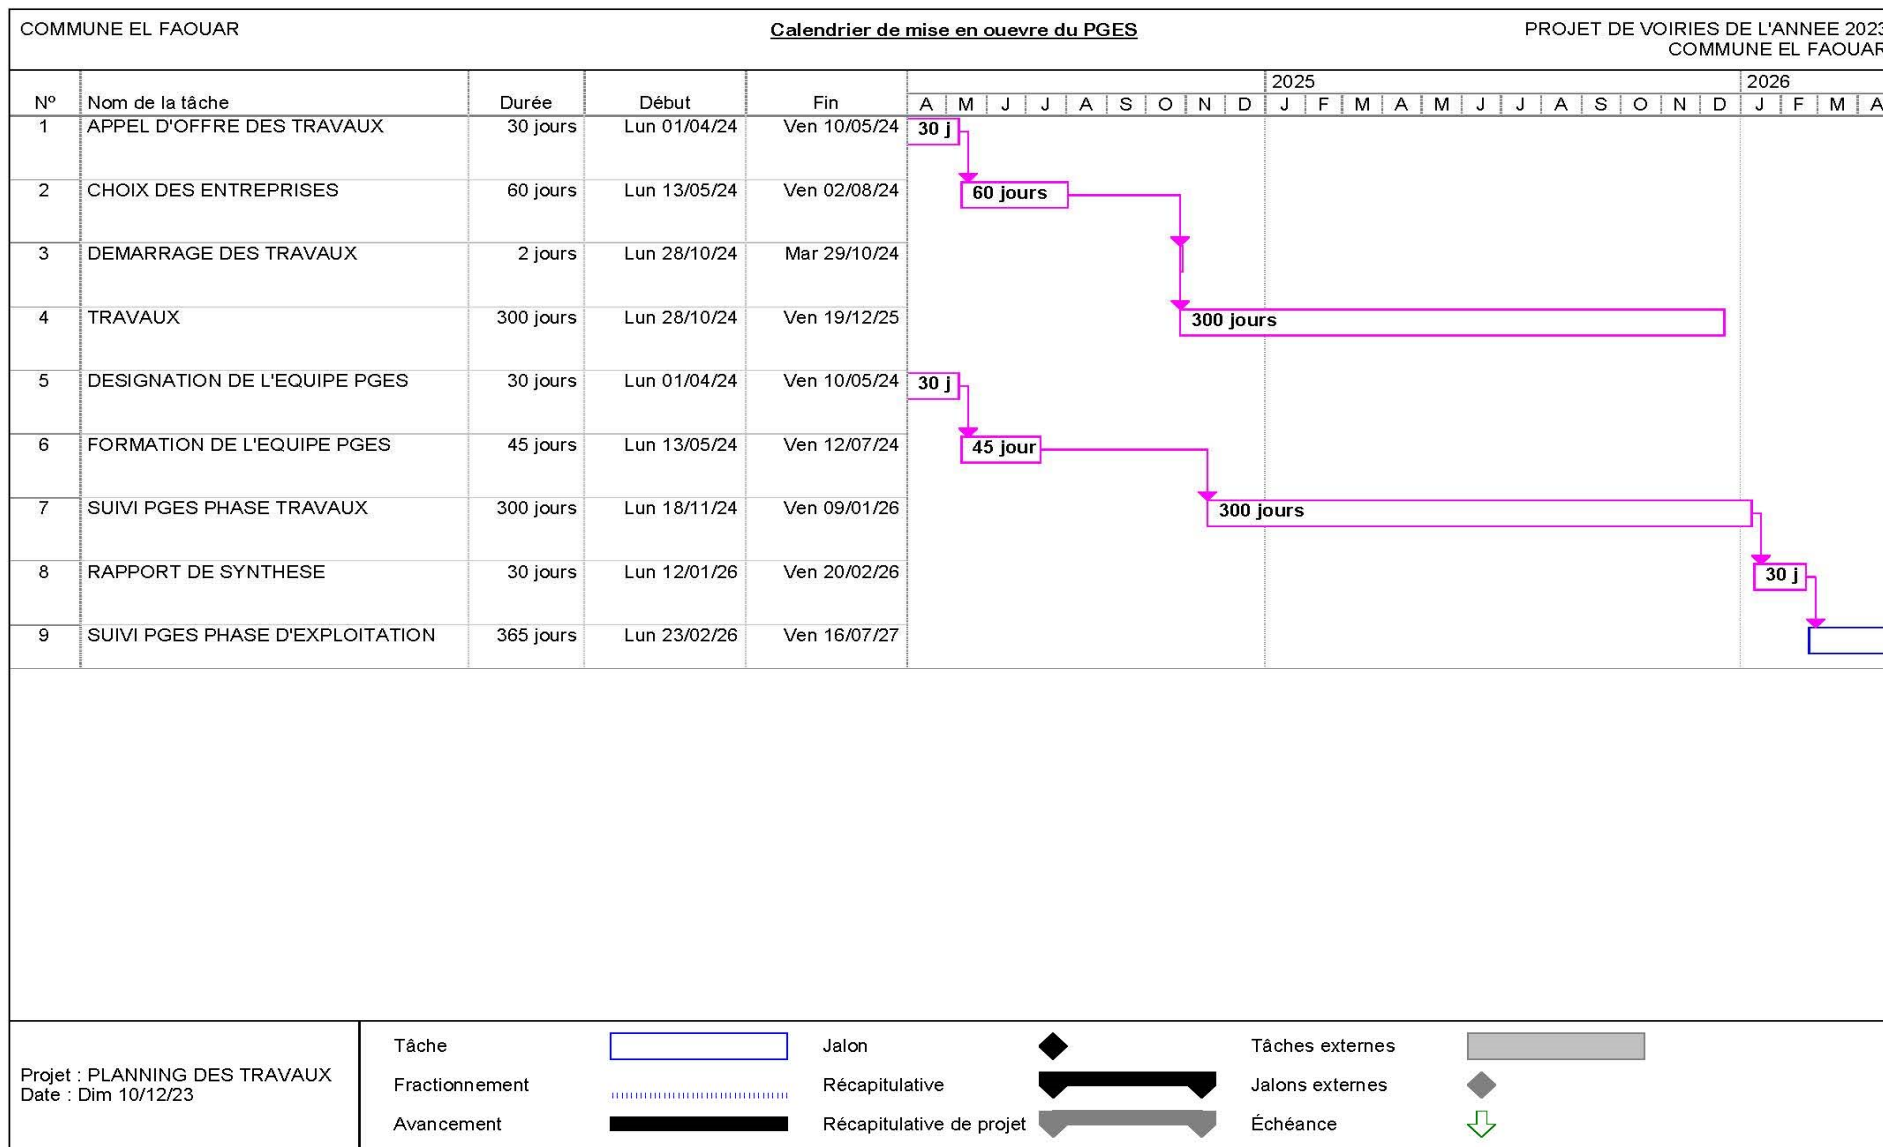 COMMUNE EL FAOUAR
Calendrier de mise en ouevre du PGES
PROJET DE VOIRIES DE L'ANNEE 2023
COMMUNE EL FAOUAR
2025 2026
Nº Nom de la tâche Durée Début Fin A M J J A S O N D J F M A M J J A S O N D J F M A
1 APPEL D'OFFRE DES TRAVAUX 30 jours Lun 01/04/24 Ven 10/05/24 30 j
2 CHOIX DES ENTREPRISES 60 jours Lun 13/05/24 Ven 02/08/24 60 jours
3 DEMARRAGE DES TRAVAUX 2 jours Lun 28/10/24 Mar 29/10/24
4 TRAVAUX 300 jours Lun 28/10/24 Ven 19/12/25 300 jours
5 DESIGNATION DE L'EQUIPE PGES 30 jours Lun 01/04/24 Ven 10/05/24 30 j
6 FORMATION DE L'EQUIPE PGES 45 jours Lun 13/05/24 Ven 12/07/24 45 jour
7 SUIVI PGES PHASE TRAVAUX 300 jours Lun 18/11/24 Ven 09/01/26 300 jours
8 RAPPORT DE SYNTHESE 30 jours Lun 12/01/26 Ven 20/02/26 30 j
9 SUIVI PGES PHASE D'EXPLOITATION 365 jours Lun 23/02/26 Ven 16/07/27
Projet : PLANNING DES TRAVAUX
Date : Dim 10/12/23
Tâche Jalon Tâches externes
Fractionnement Récapitulative Jalons externes
Avancement Récapitulative de projet Échéance